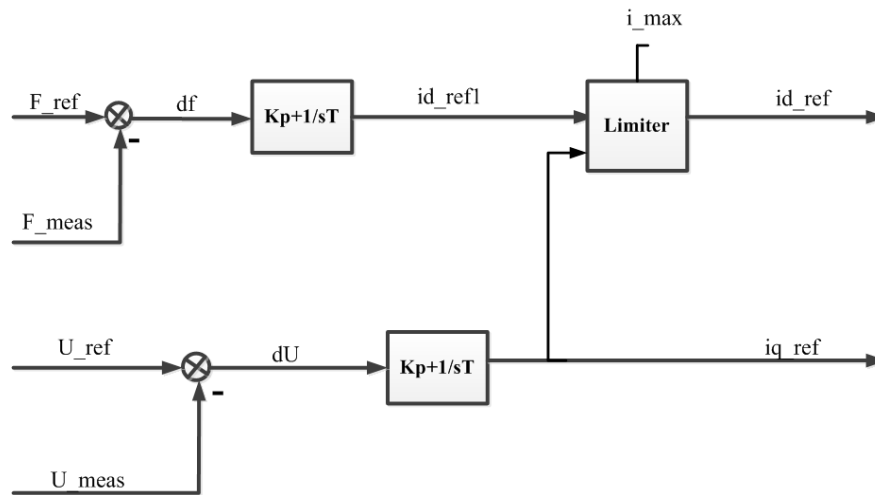 i_max
F_ref
df
Kp+1/sT
id_ref1
Limiter
id_ref
-
F_meas
U_ref
dU
Kp+1/sT
iq_ref
-
U_meas